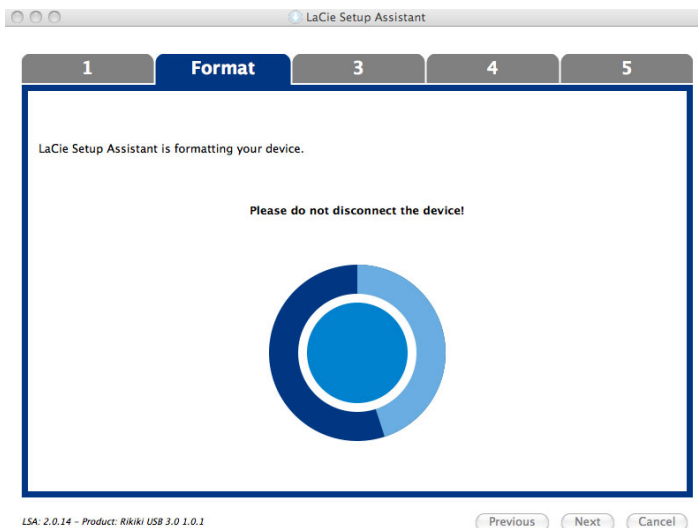 LaCie Setup Assistant
1 Format 3 4 5
LaCie Setup Assistant is formatting your device.
Please do not disconnect the device!
LSA: 2.0.14 – Product: Rikiki USB 3.0 1.0.1
Previous Next Cancel